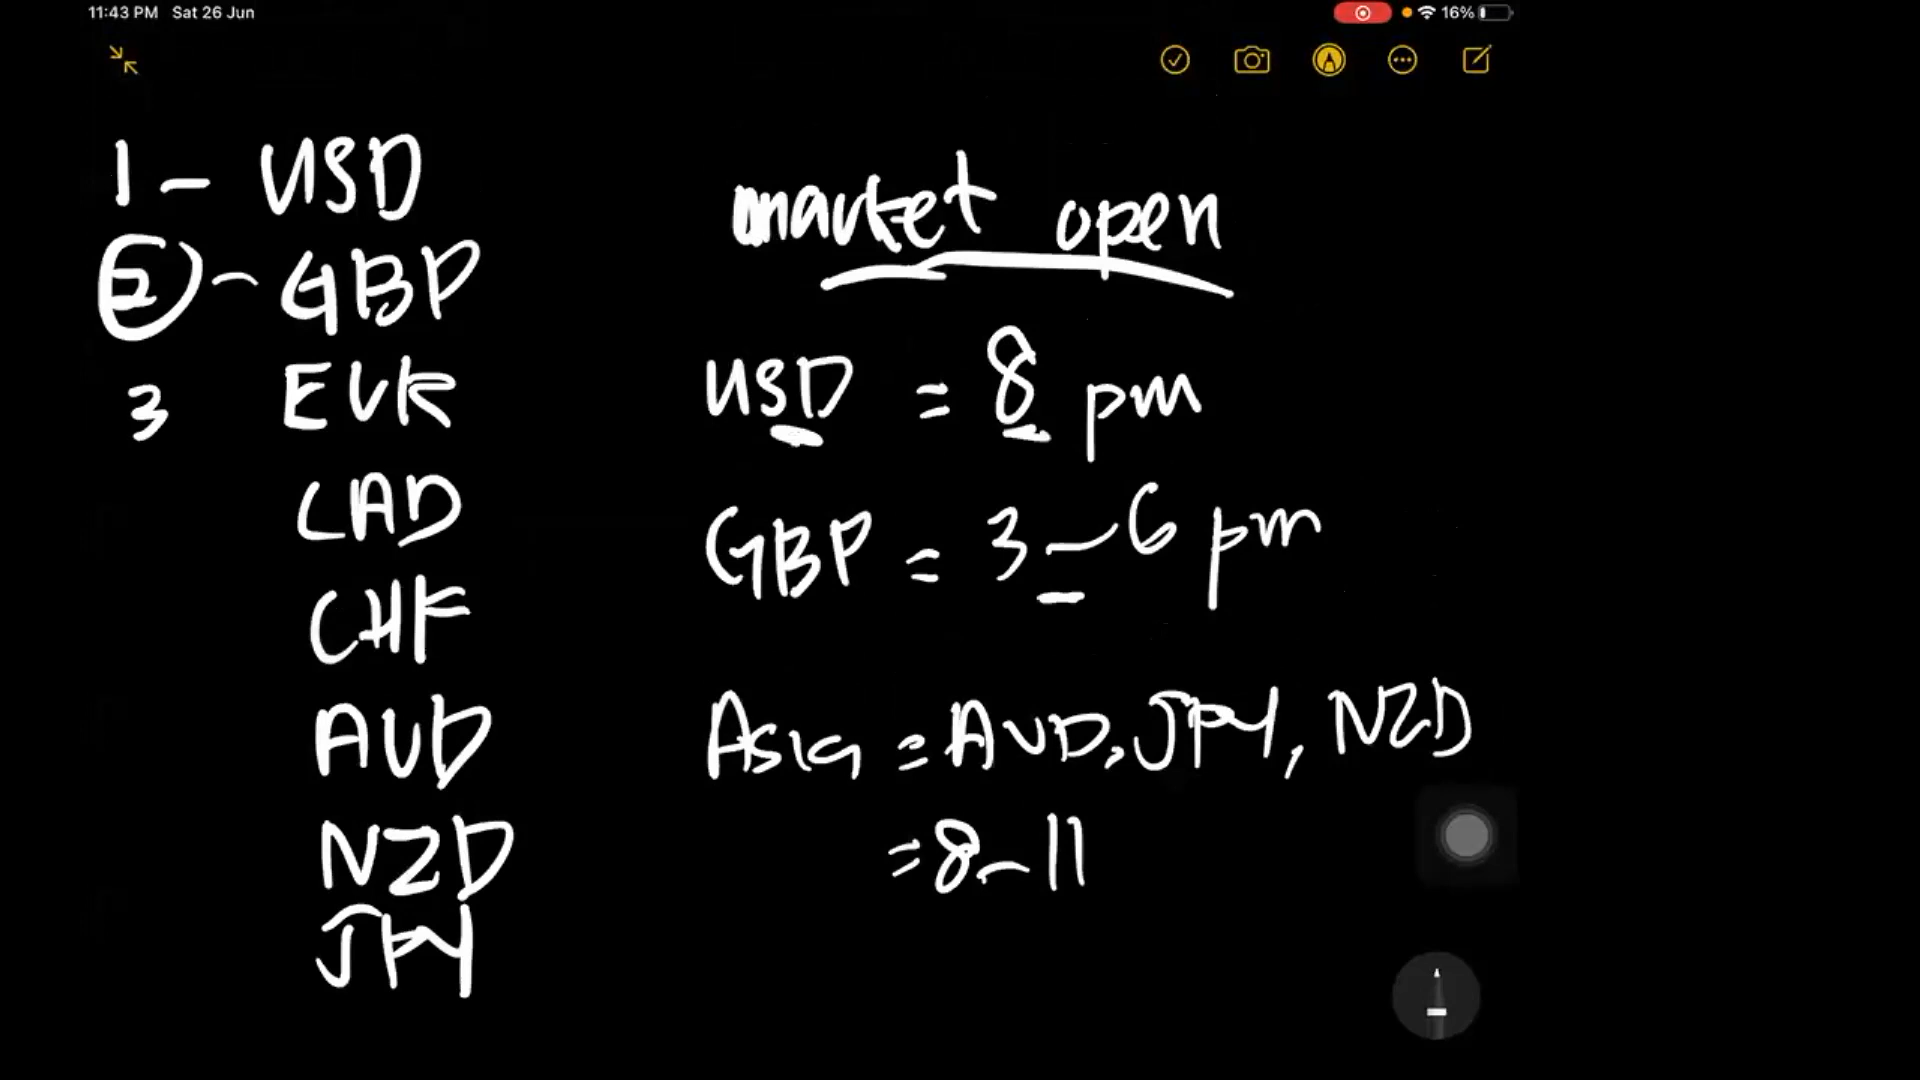 11:43 PM Sat 26 Jun
16%
1 - USD
2 - GBP
3 EUR
CAD
CHF
AUD
NZD
JPY
market open
USD = 8 pm
GBP = 3 - 6 pm
Asia = AUD, JPY, NZD
= 8 - 11